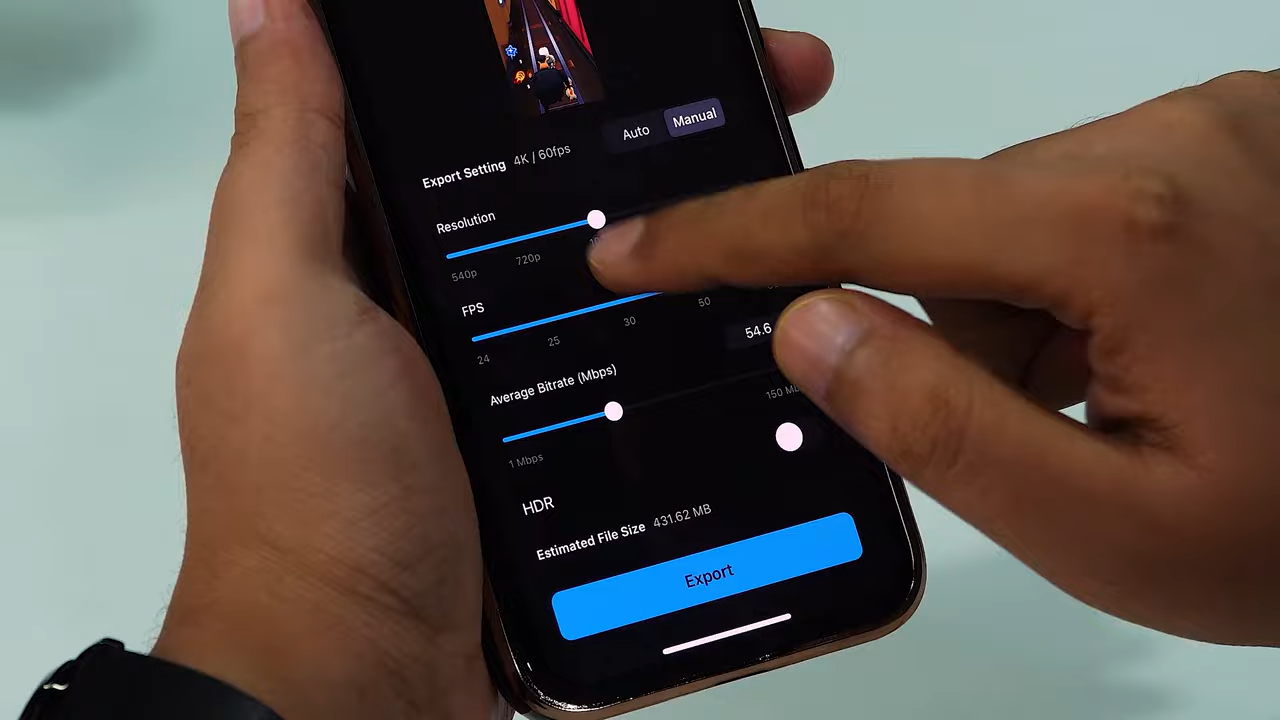 Auto Manual
Export Setting 4K / 60fps
Resolution
540p 720p
FPS
24 25 30 50
54.6
Average Bitrate (Mbps)
1 Mbps 150
HDR
Estimated File Size 431.62 MB
Export